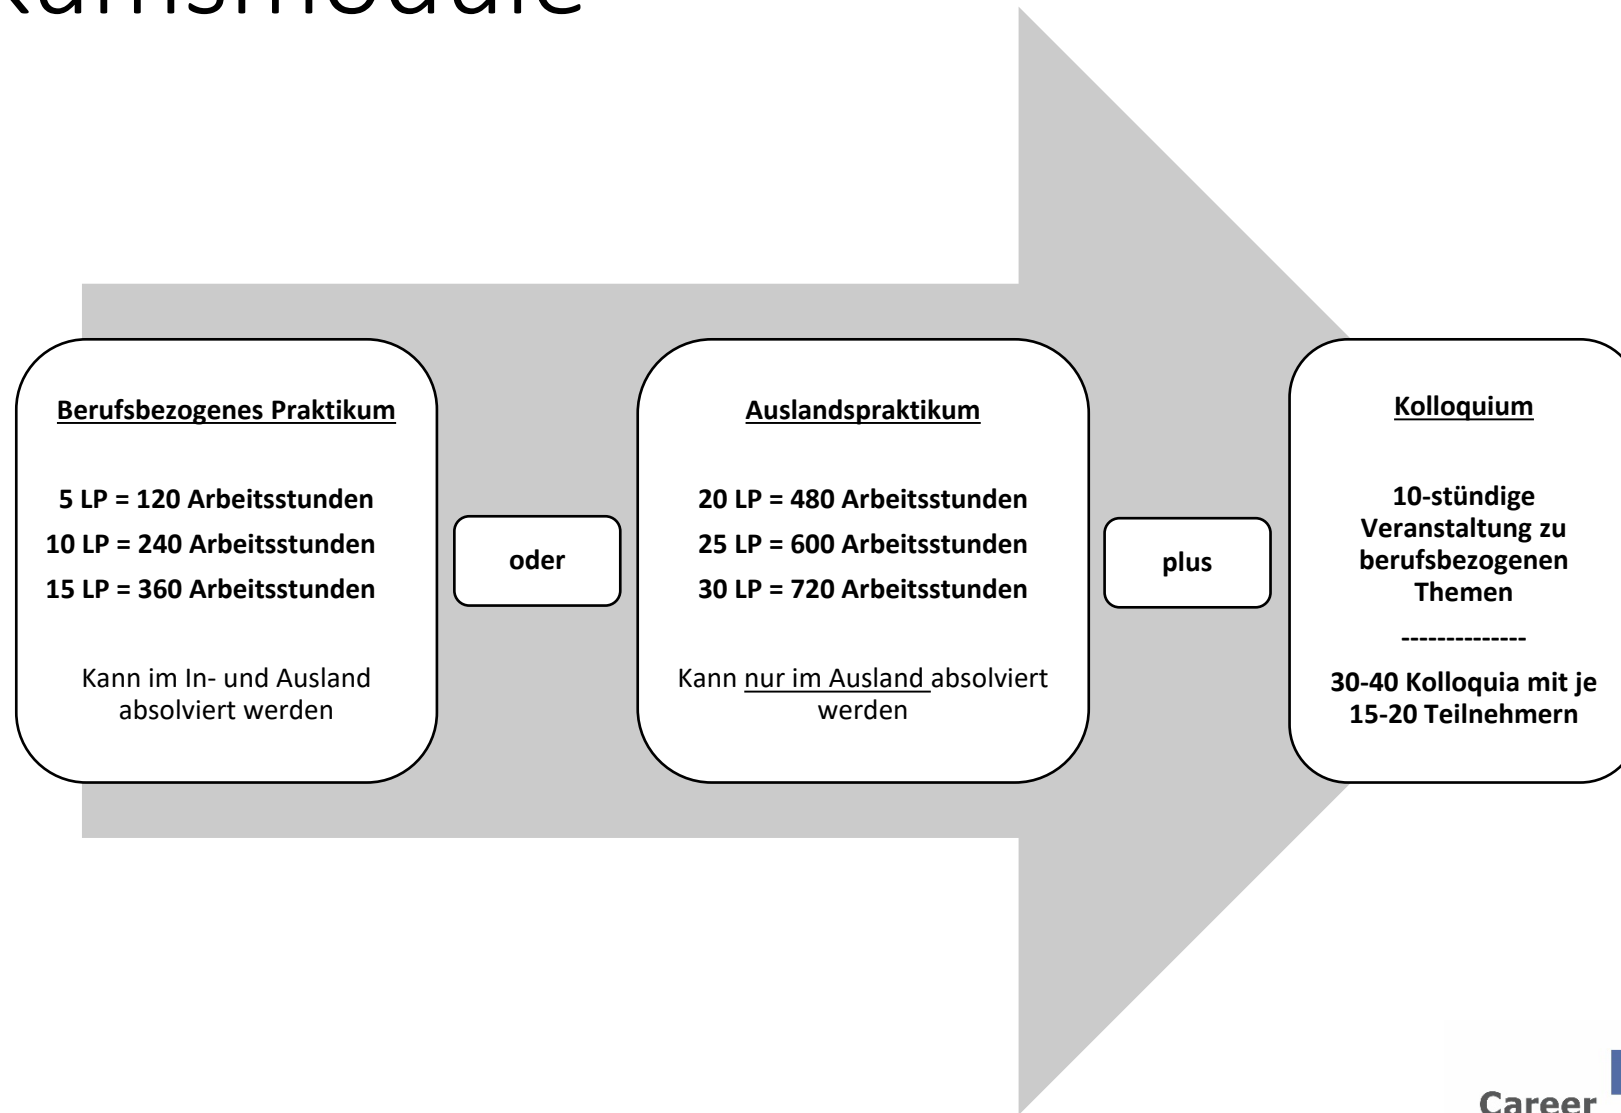 kumsmodule
Berufsbezogenes Praktikum
5 LP = 120 Arbeitsstunden
10 LP = 240 Arbeitsstunden
15 LP = 360 Arbeitsstunden
Kann im In- und Ausland
absolviert werden
oder
Auslandspraktikum
20 LP = 480 Arbeitsstunden
25 LP = 600 Arbeitsstunden
30 LP = 720 Arbeitsstunden
Kann nur im Ausland absolviert
werden
plus
Kolloquium
10-stündige
Veranstaltung zu
berufsbezogenen
Themen
--------------
30-40 Kolloquia mit je
15-20 Teilnehmern
Career